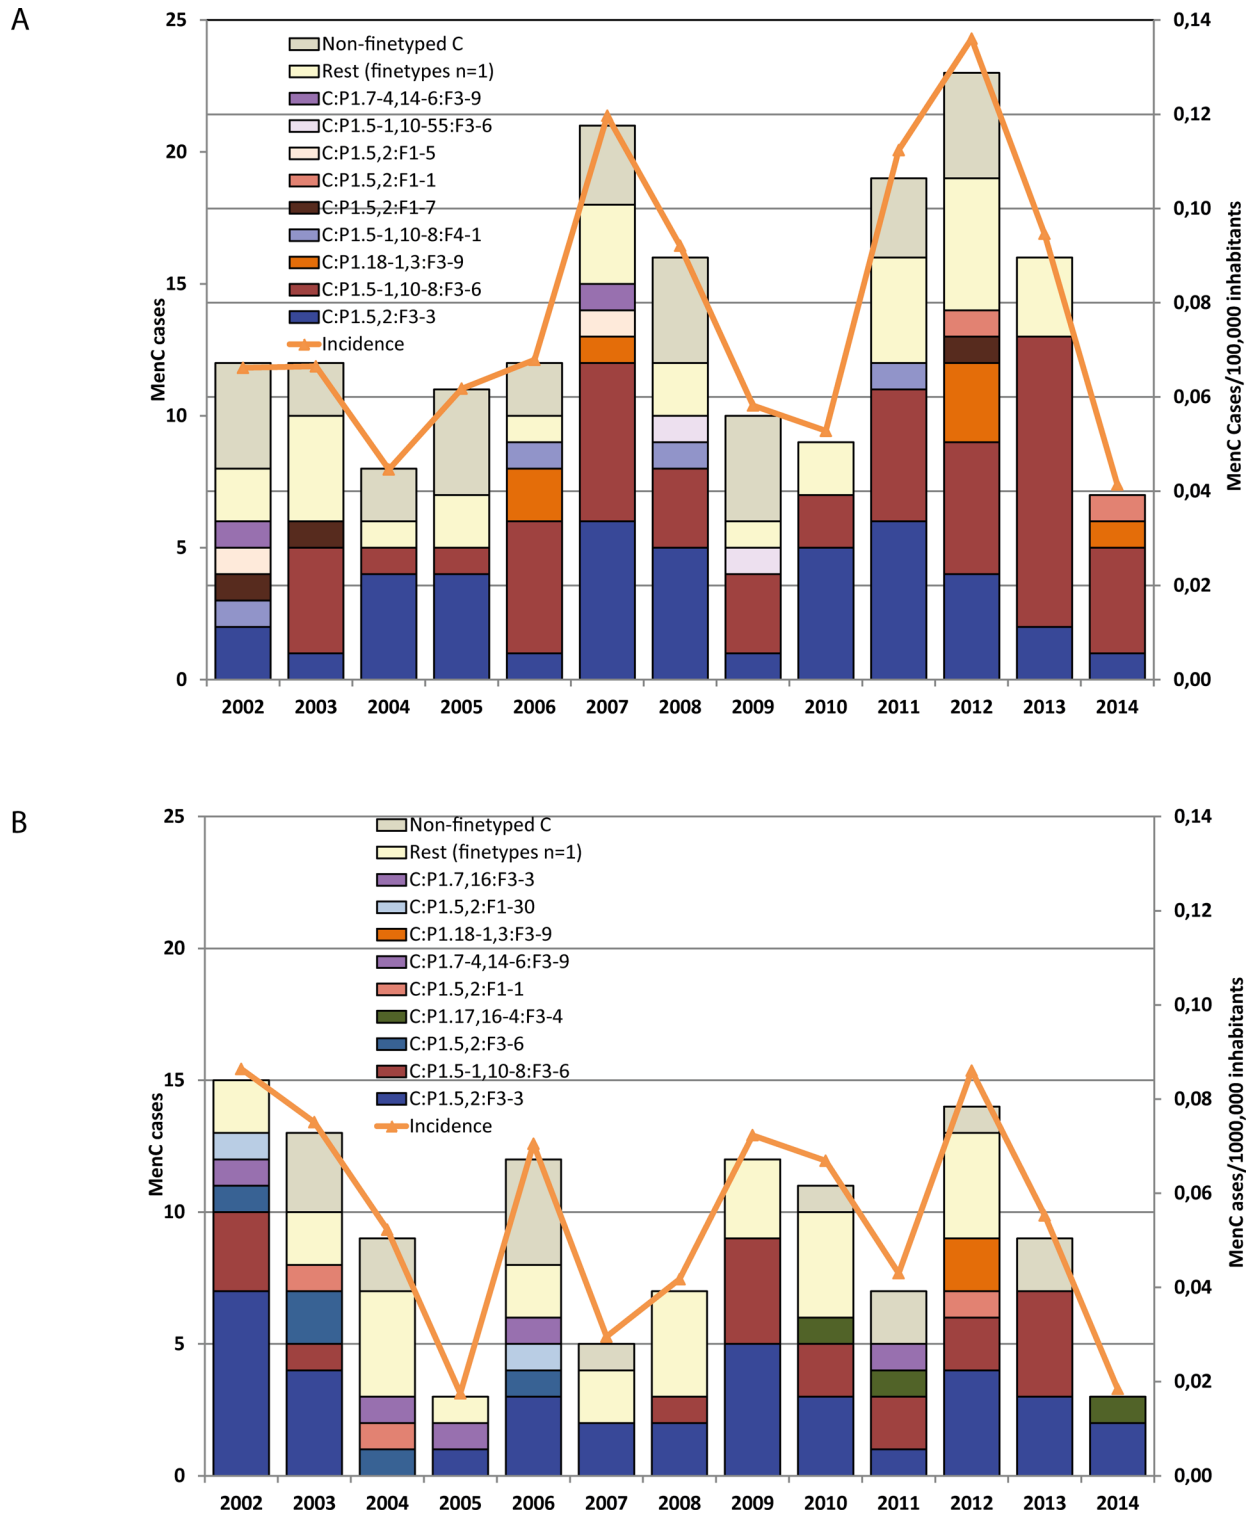 A
25
20
15
10
5
0
MenC cases
Non-finetyped C
Rest (finetypes n=1)
C:P1.7-4,14-6:F3-9
C:P1.5-1,10-55:F3-6
C:P1.5,2:F1-5
C:P1.5,2:F1-1
C:P1.5,2:F1-7
C:P1.5-1,10-8:F4-1
C:P1.18-1,3:F3-9
C:P1.5-1,10-8:F3-6
C:P1.5,2:F3-3
Incidence
0,14
0,12
0,10
0,08
0,06
0,04
0,02
0,00
MenC Cases/100,000 inhabitants
2002 2003 2004 2005 2006 2007 2008 2009 2010 2011 2012 2013 2014
B
25
20
15
10
5
0
MenC cases
Non-finetyped C
Rest (finetypes n=1)
C:P1.7,16:F3-3
C:P1.5,2:F1-30
C:P1.18-1,3:F3-9
C:P1.7-4,14-6:F3-9
C:P1.5,2:F1-1
C:P1.17,16-4:F3-4
C:P1.5,2:F3-6
C:P1.5-1,10-8:F3-6
C:P1.5,2:F3-3
Incidence
0,14
0,12
0,10
0,08
0,06
0,04
0,02
0,00
MenC ases/1000,000 inhabitants
2002 2003 2004 2005 2006 2007 2008 2009 2010 2011 2012 2013 2014